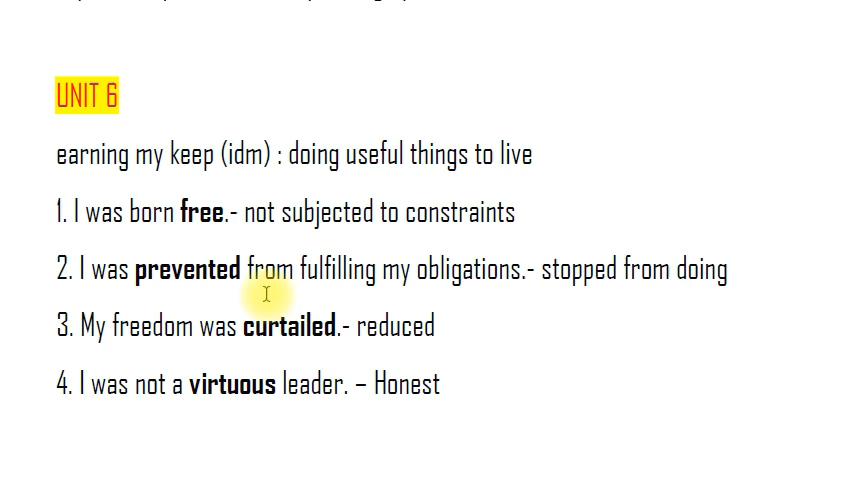 UNIT 6
earning my keep (idm) : doing useful things to live
1. I was born free.- not subjected to constraints
2. I was prevented from fulfilling my obligations.- stopped from doing
3. My freedom was curtailed.- reduced
4. I was not a virtuous leader. – Honest